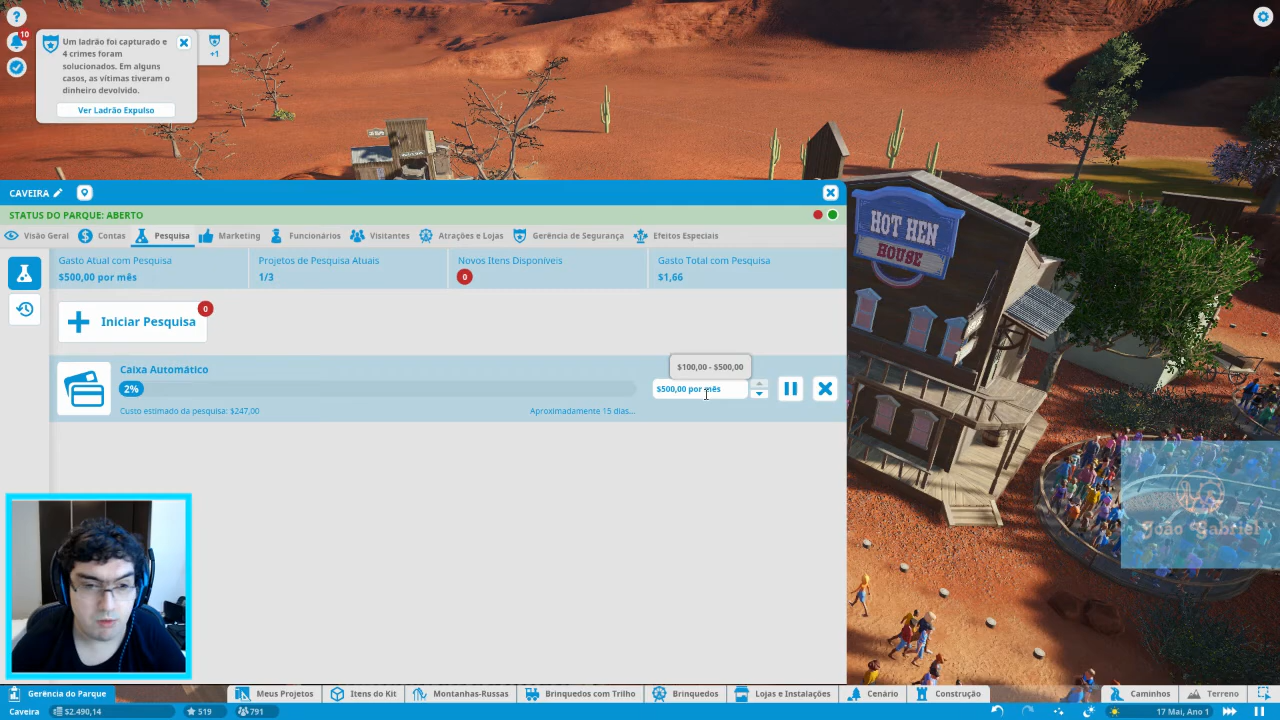 10
Um ladrão foi capturado e
4 crimes foram
solucionados. Em alguns
casos, as vítimas tiveram o
dinheiro devolvido.
Ver Ladrão Expulso
+1
HOT HEN
HOUSE
CAVEIRA
STATUS DO PARQUE: ABERTO
Visão Geral
Contas
Pesquisa
Marketing
Funcionários
Visitantes
Atrações e Lojas
Gerência de Segurança
Efeitos Especiais
Gasto Atual com Pesquisa
$500,00 por mês
Projetos de Pesquisa Atuais
1/3
Novos Itens Disponíveis
0
Gasto Total com Pesquisa
$1,66
Iniciar Pesquisa
0
Caixa Automático
2%
Custo estimado da pesquisa: $247,00
Aproximadamente 15 dias...
$100,00 - $500,00
$500,00 por mês
João Gabriel
Gerência do Parque
Meus Projetos
Itens do Kit
Montanhas-Russas
Brinquedos com Trilho
Brinquedos
Lojas e Instalações
Cenário
Construção
Caminhos
Terreno
Caveira
$2.490,14
519
791
17 Mai, Ano 1